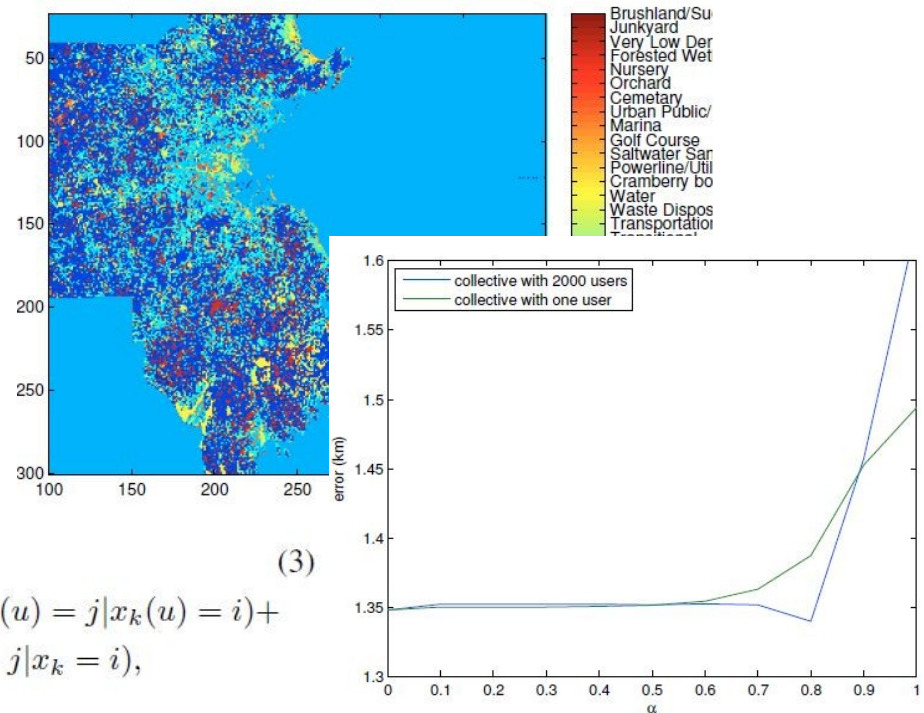 50
100
150
200
250
300
100 150 200 250
Brushland/Su
Junkyard
Very Low Der
Forested Wet
Nursery
Orchard
Cemetary
Urban Public/
Marina
Golf Course
Saltwater San
Powerline/Util
Cramberry bo
Water
Waste Dispos
Transportation
Transitional
(3)
(u) = j|x_k(u) = i)+
j|x_k = i),
1.6
1.55
1.5
1.45
1.4
1.35
1.3
error (km)
collective with 2000 users
collective with one user
0 0.1 0.2 0.3 0.4 0.5 0.6 0.7 0.8 0.9 1
α